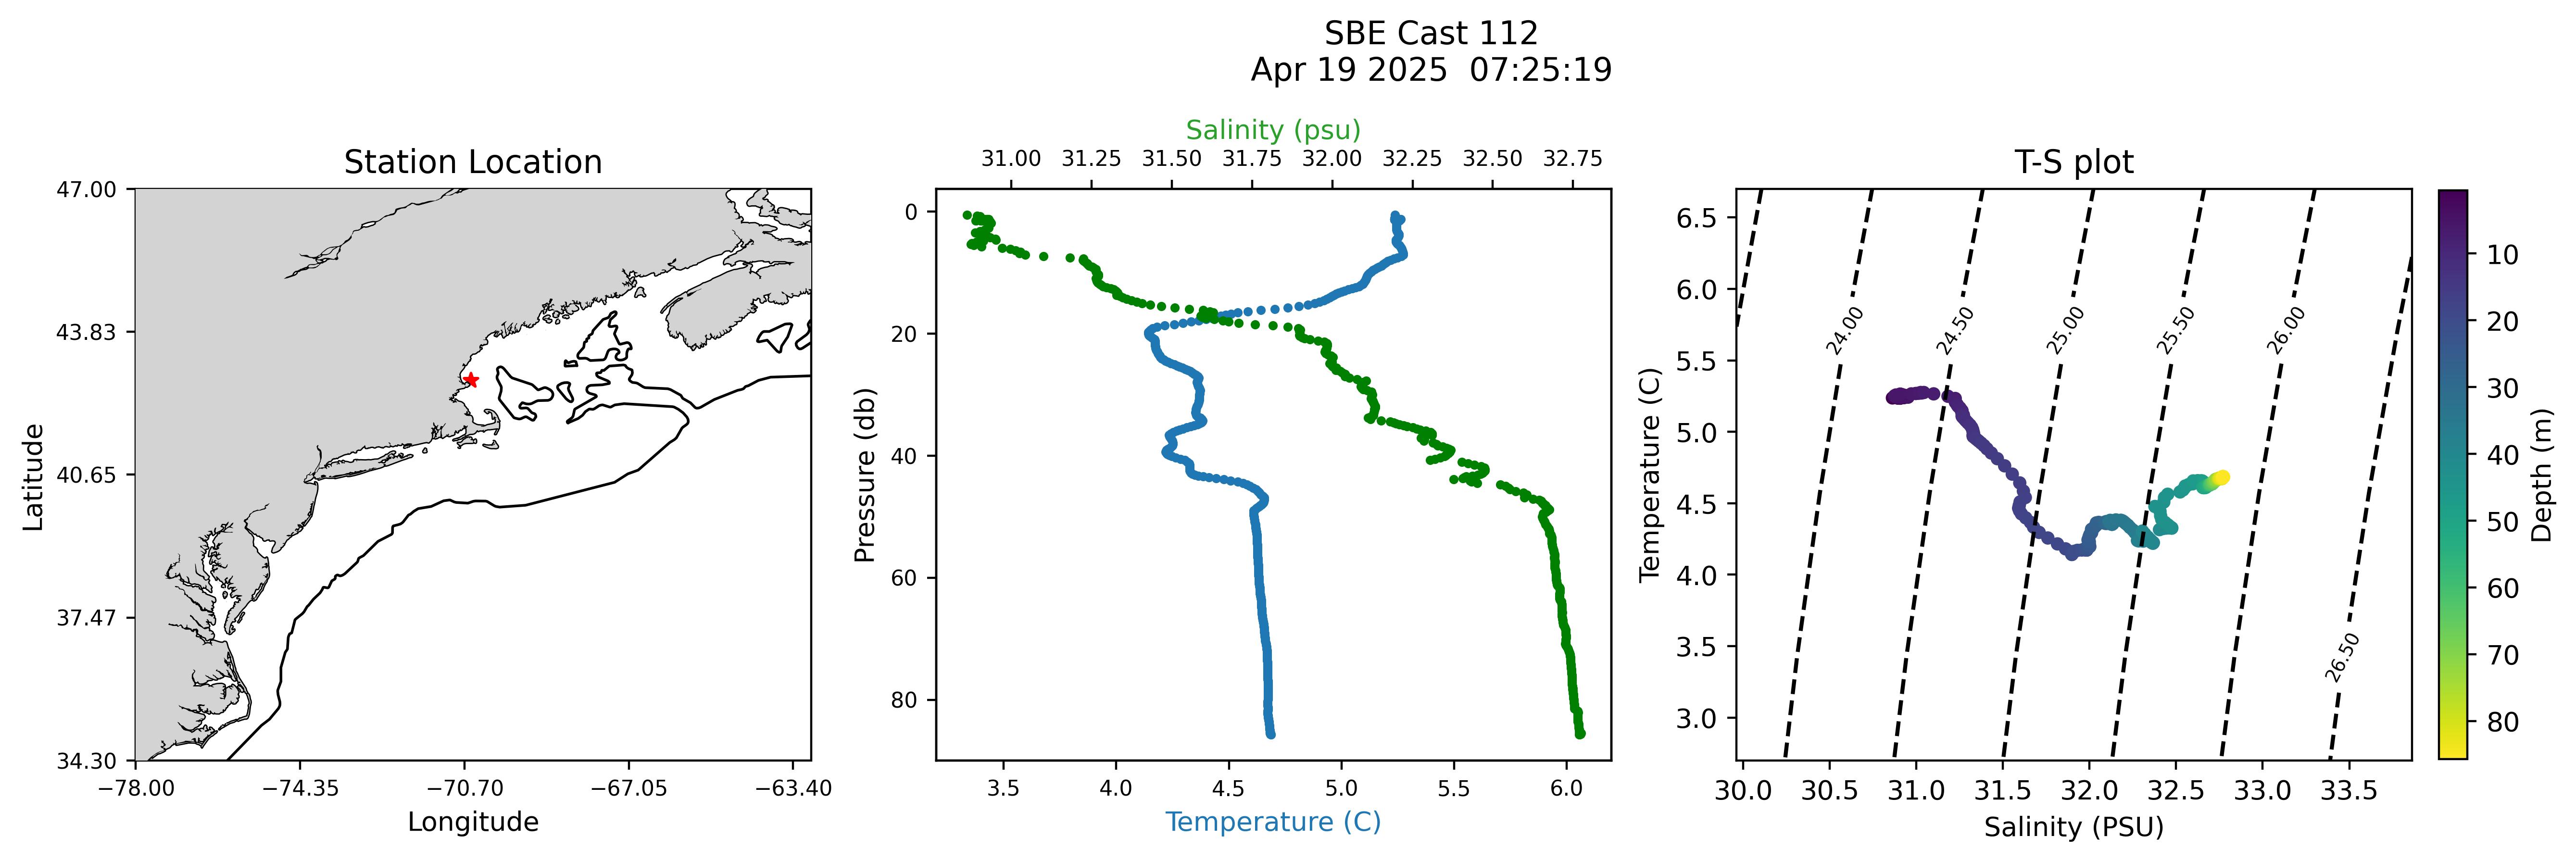 SBE Cast 112
Apr 19 2025  07:25:19
Station Location
47.00
43.83
40.65
37.47
34.30
Latitude
−78.00 −74.35 −70.70 −67.05 −63.40
Longitude
Salinity (psu)
31.00 31.25 31.50 31.75 32.00 32.25 32.50 32.75
0
20
40
60
80
Pressure (db)
3.5 4.0 4.5 5.0 5.5 6.0
Temperature (C)
T-S plot
6.5
6.0
5.5
5.0
4.5
4.0
3.5
3.0
Temperature (C)
24.00 24.50 25.00 25.50 26.00
26.50
30.0 30.5 31.0 31.5 32.0 32.5 33.0 33.5
Salinity (PSU)
10
20
30
40
50
60
70
80
Depth (m)